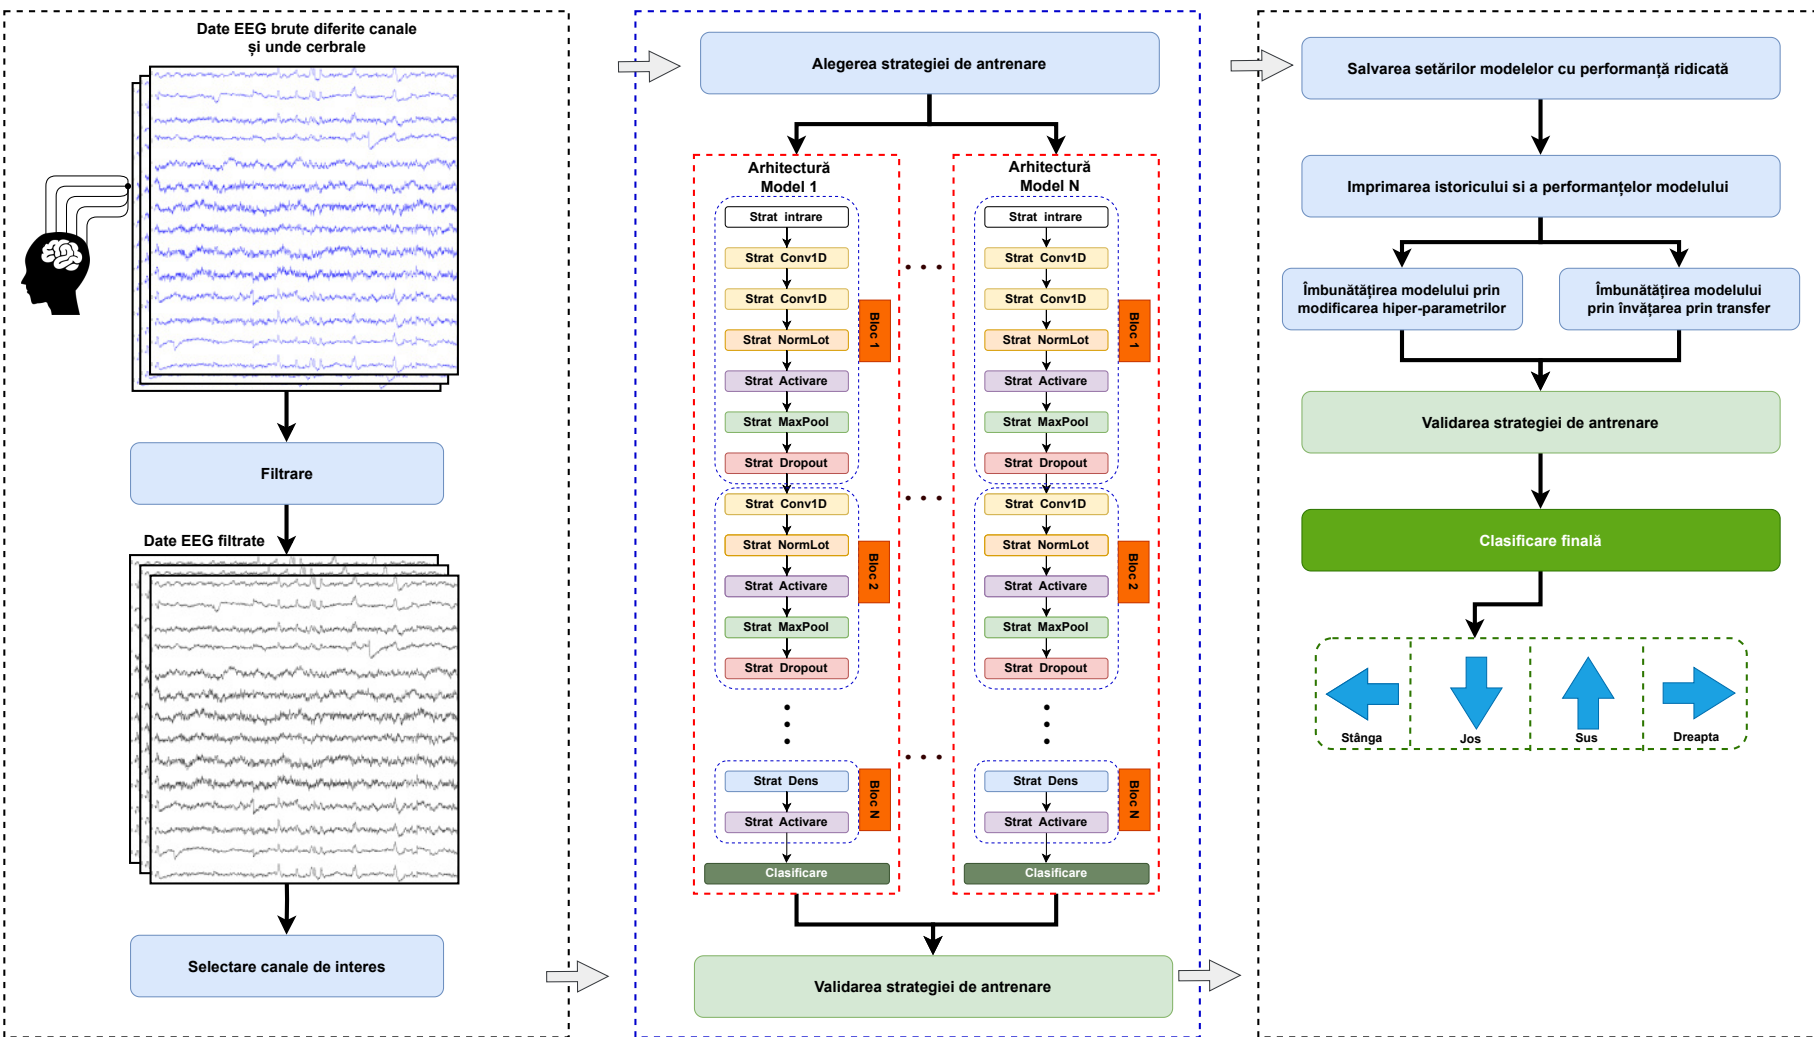 Date EEG brute diferite canale
și unde cerbrale
Filtrare
Date EEG filtrate
Selectare canale de interes
Alegerea strategiei de antrenare
Arhitectură
Model 1
Strat intrare
Strat Conv1D
Strat Conv1D
Strat NormLot
Strat Activare
Strat MaxPool
Strat Dropout
Bloc 1
Strat Conv1D
Strat NormLot
Strat Activare
Strat MaxPool
Strat Dropout
Bloc 2
Strat Dens
Strat Activare
Bloc N
Clasificare
Arhitectură
Model N
Strat intrare
Strat Conv1D
Strat Conv1D
Strat NormLot
Strat Activare
Strat MaxPool
Strat Dropout
Bloc 1
Strat Conv1D
Strat NormLot
Strat Activare
Strat MaxPool
Strat Dropout
Bloc 2
Strat Dens
Strat Activare
Bloc N
Clasificare
Validarea strategiei de antrenare
Salvarea setărilor modelelor cu performanță ridicată
Imprimarea istoricului si a performanțelor modelului
Îmbunătățirea modelului prin
modificarea hiper-parametrilor
Îmbunătățirea modelului
prin învățarea prin transfer
Validarea strategiei de antrenare
Clasificare finală
Stânga
Jos
Sus
Dreapta